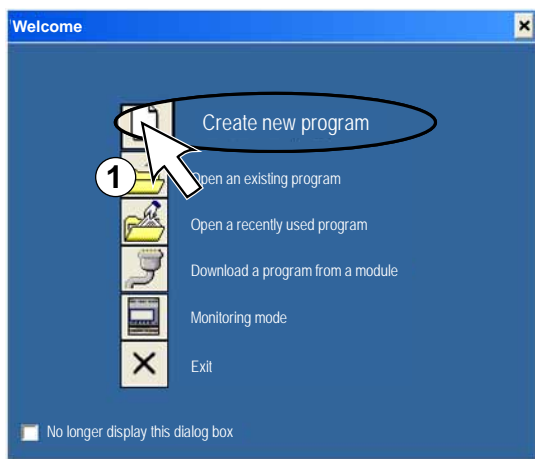 Welcome
Create new program
1
Open an existing program
Open a recently used program
Download a program from a module
Monitoring mode
Exit
No longer display this dialog box